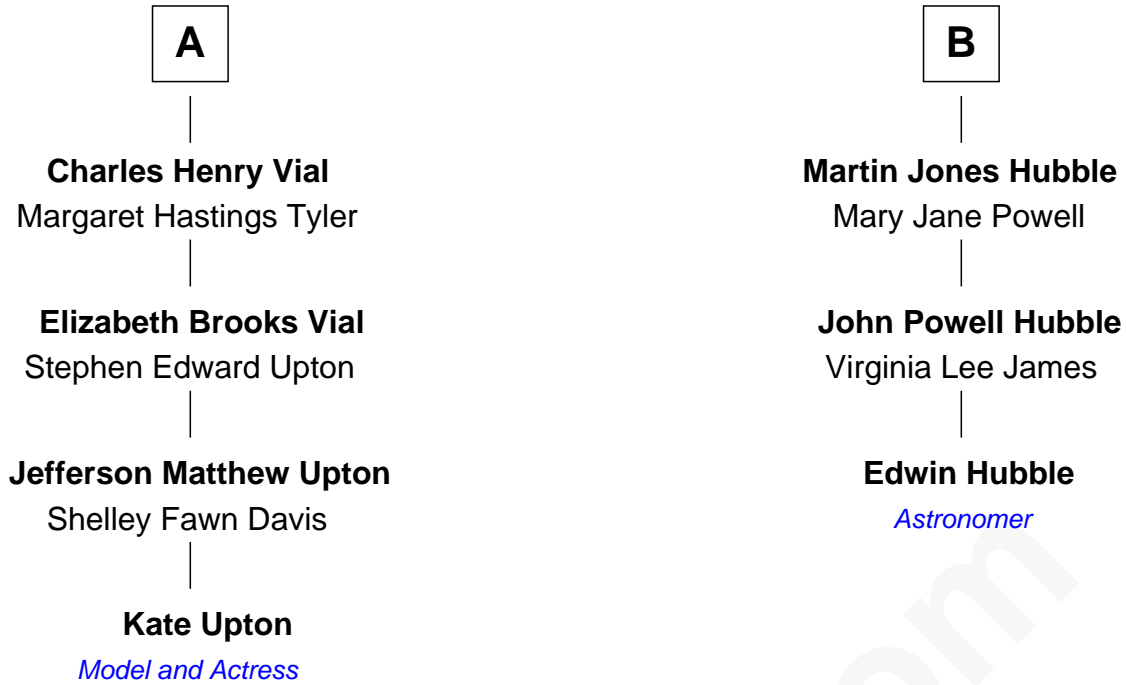 A
Charles Henry Vial
Margaret Hastings Tyler
Elizabeth Brooks Vial
Stephen Edward Upton
Jefferson Matthew Upton
Shelley Fawn Davis
Kate Upton
Model and Actress
B
Martin Jones Hubble
Mary Jane Powell
John Powell Hubble
Virginia Lee James
Edwin Hubble
Astronomer
om